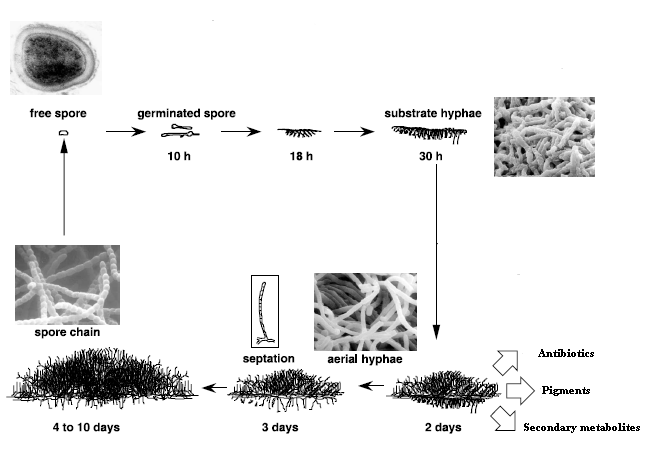 free spore
germinated spore
substrate hyphae
10 h
18 h
30 h
spore chain
septation
aerial hyphae
Antibiotics
Pigments
Secondary metabolites
4 to 10 days
3 days
2 days